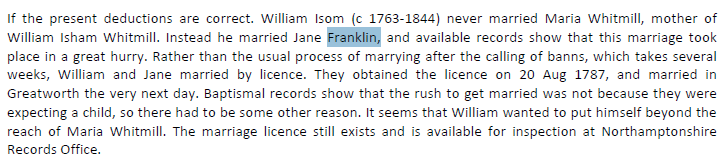 If the present deductions are correct. William Isom (c 1763-1844) never married Maria Whitmill, mother of
William Isham Whitmill. Instead he married Jane Franklin, and available records show that this marriage took
place in a great hurry. Rather than the usual process of marrying after the calling of banns, which takes several
weeks, William and Jane married by licence. They obtained the licence on 20 Aug 1787, and married in
Greatworth the very next day. Baptismal records show that the rush to get married was not because they were
expecting a child, so there had to be some other reason. It seems that William wanted to put himself beyond the
reach of Maria Whitmill. The marriage licence still exists and is available for inspection at Northamptonshire
Records Office.